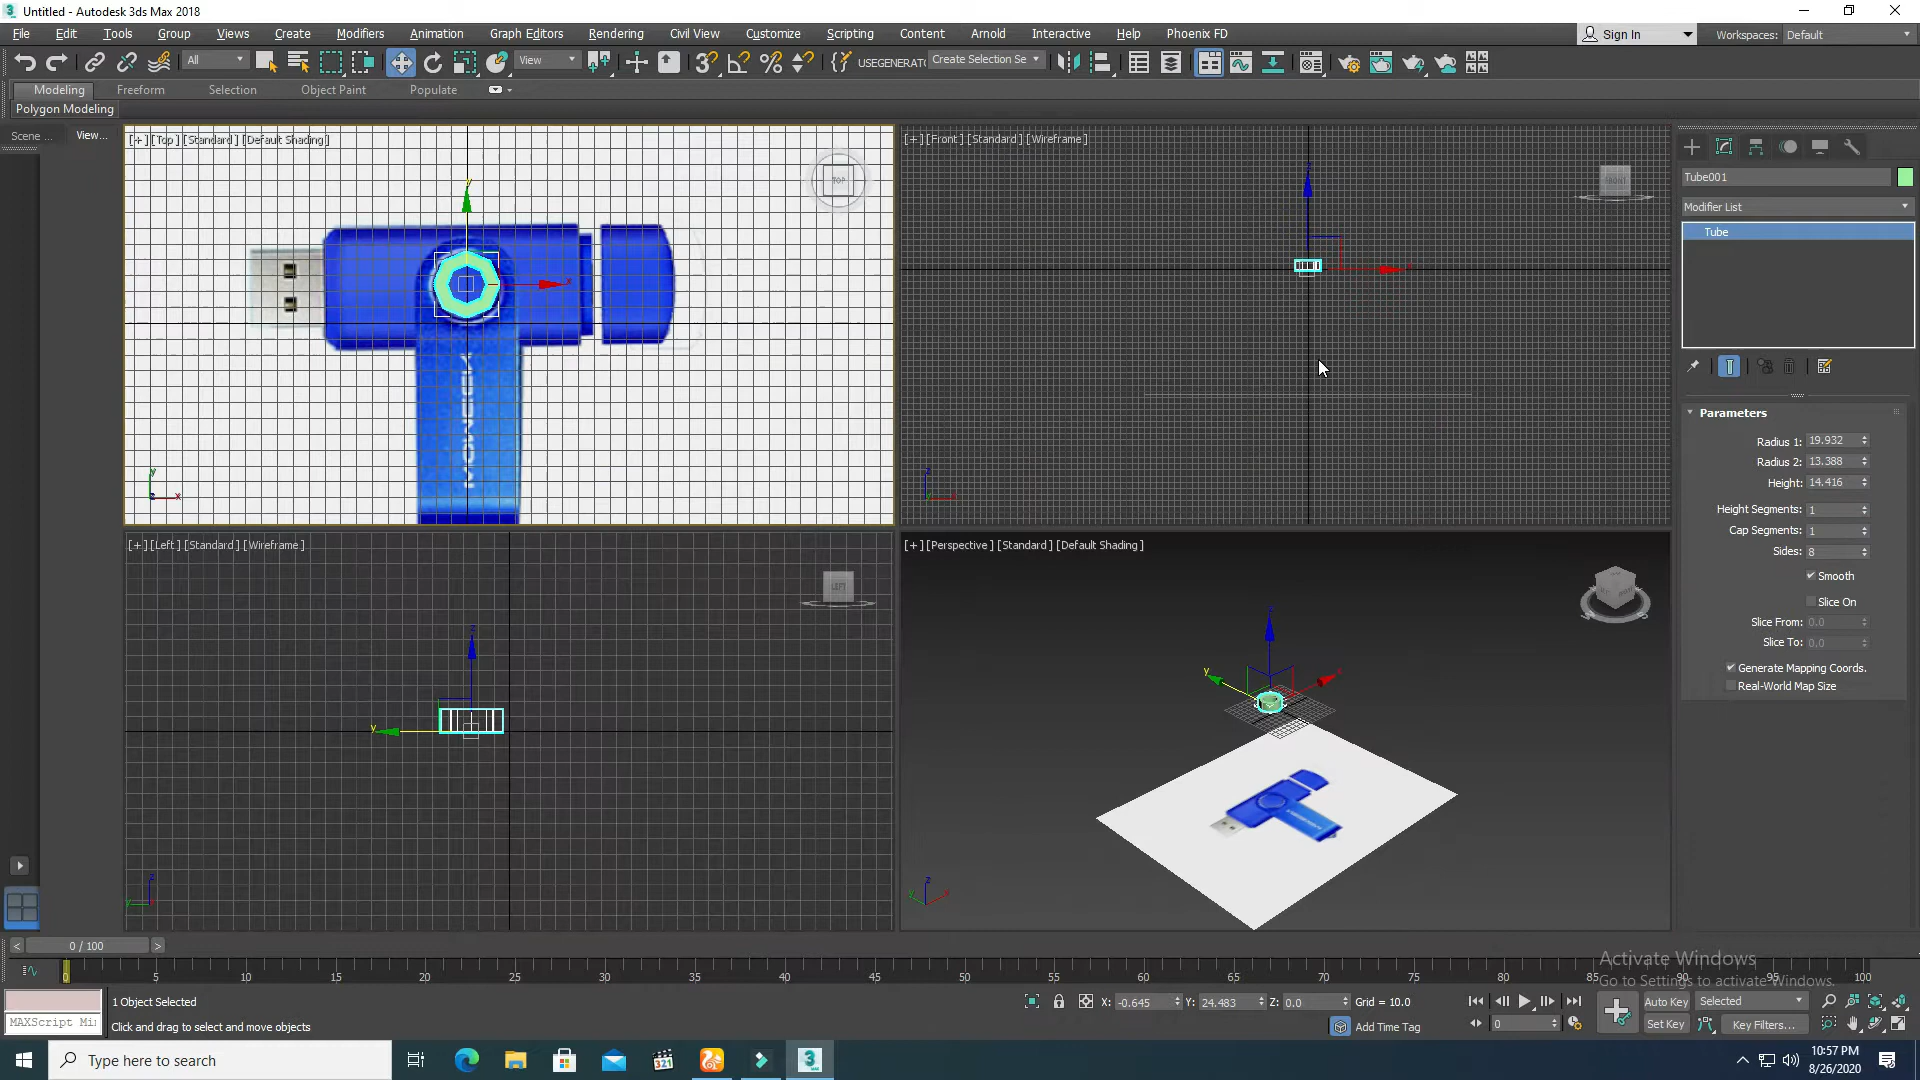 Untitled - Autodesk 3ds Max 2018
File Edit Tools Group Views Create Modifiers Animation Graph Editors Rendering Civil View Customize Scripting Content Arnold Interactive Help Phoenix FD
Sign In Workspaces: Default
All View USEGENERATO Create Selection Se
Modeling Freeform Selection Object Paint Populate
Polygon Modeling
Scene ... View...
[+] [Top] [Standard] [Default Shading]
TOP
[+] [Front] [Standard] [Wireframe]
FRONT
[+] [Left] [Standard] [Wireframe]
LEFT
[+] [Perspective] [Standard] [Default Shading]
Tube001
Modifier List
Tube
Parameters
Radius 1: 19.932
Radius 2: 13.388
Height: 14.416
Height Segments: 1
Cap Segments: 1
Sides: 8
Smooth
Slice On
Slice From: 0.0
Slice To: 0.0
Generate Mapping Coords.
Real-World Map Size
< 0 / 100 >
0 5 10 15 20 25 30 35 40 45 50 55 60 65 70 75 80 85 90 95 100
Activate Windows
Go to Settings to activate Windows.
1 Object Selected
X: -0.645 Y: 24.483 Z: 0.0 Grid = 10.0
Auto Key Selected
MAXScript Mi
Click and drag to select and move objects
Add Time Tag
0
Set Key Key Filters...
Type here to search
321
3
10:57 PM
8/26/2020